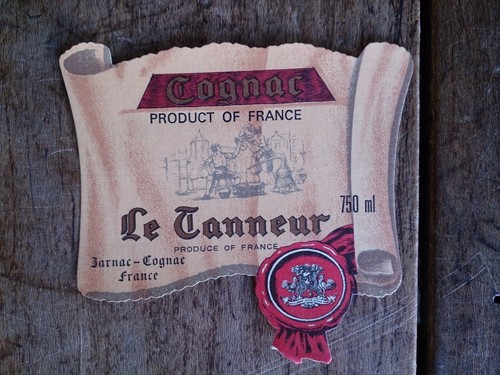 Cognac
PRODUCT OF FRANCE
750 ml
Le Tanneur
PRODUCE OF FRANCE
Jarnac-Cognac
France